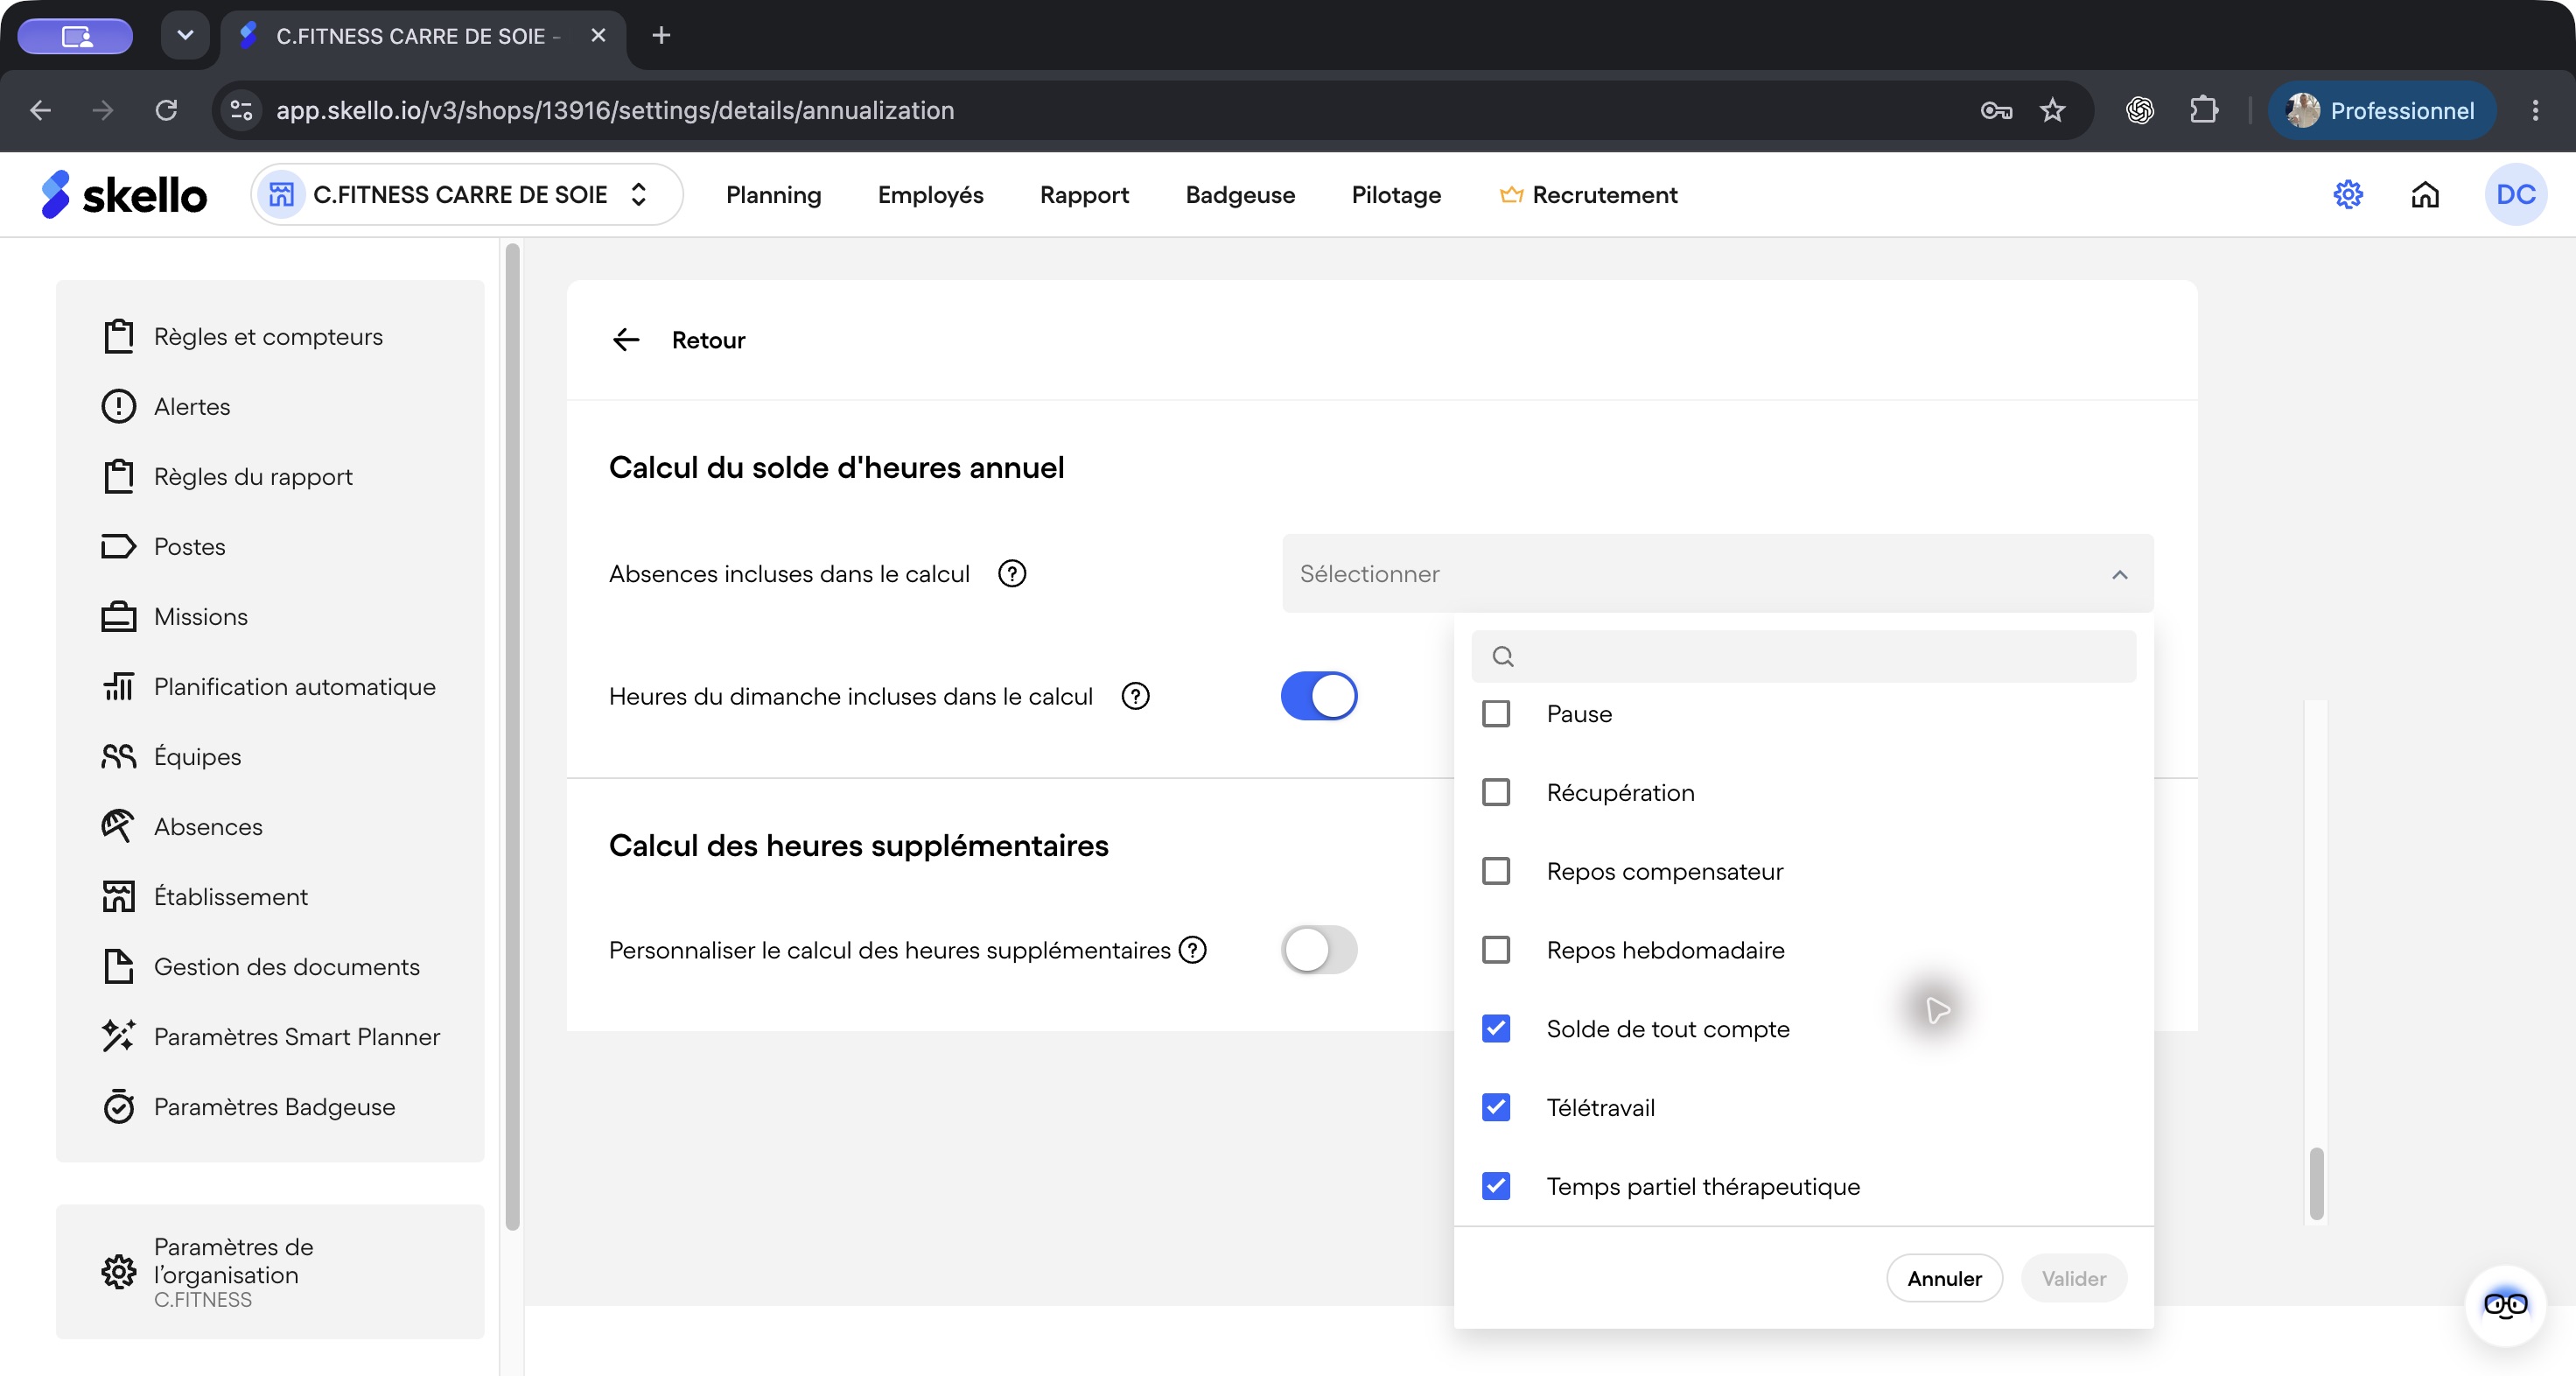 C.FITNESS CARRE DE SOIE -
app.skello.io/v3/shops/13916/settings/details/annualization
Professionnel
skello
C.FITNESS CARRE DE SOIE
Planning
Employés
Rapport
Badgeuse
Pilotage
Recrutement
DC
Règles et compteurs
Alertes
Règles du rapport
Postes
Missions
Planification automatique
Équipes
Absences
Établissement
Gestion des documents
Paramètres Smart Planner
Paramètres Badgeuse
Paramètres de
l’organisation
C.FITNESS
Retour
Calcul du solde d'heures annuel
Absences incluses dans le calcul
Sélectionner
Heures du dimanche incluses dans le calcul
Calcul des heures supplémentaires
Personnaliser le calcul des heures supplémentaires
Pause
Récupération
Repos compensateur
Repos hebdomadaire
Solde de tout compte
Télétravail
Temps partiel thérapeutique
Annuler
Valider